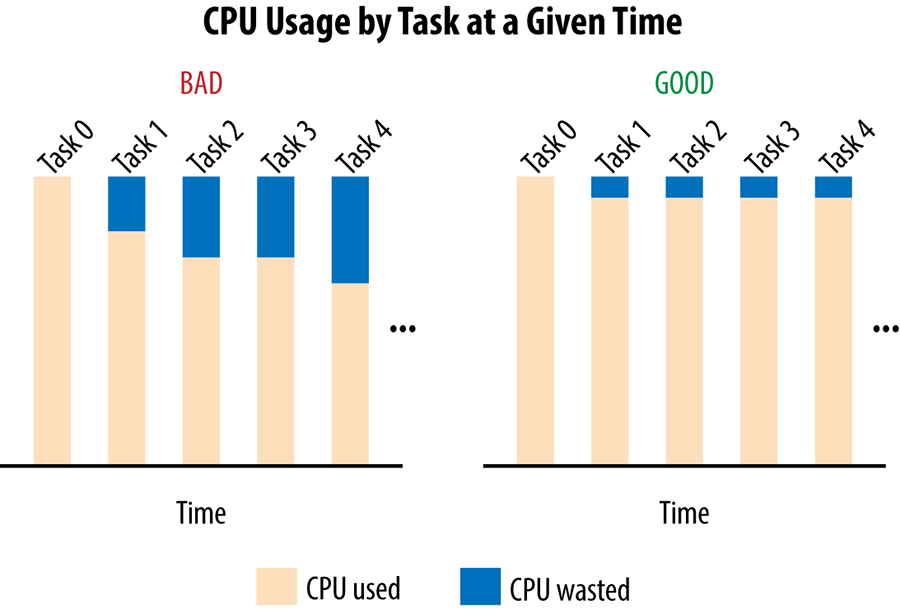 CPU Usage by Task at a Given Time
BAD
Task 0
Task 1
Task 2
Task 3
Task 4
...
Time
GOOD
Task 0
Task 1
Task 2
Task 3
Task 4
...
Time
CPU used
CPU wasted